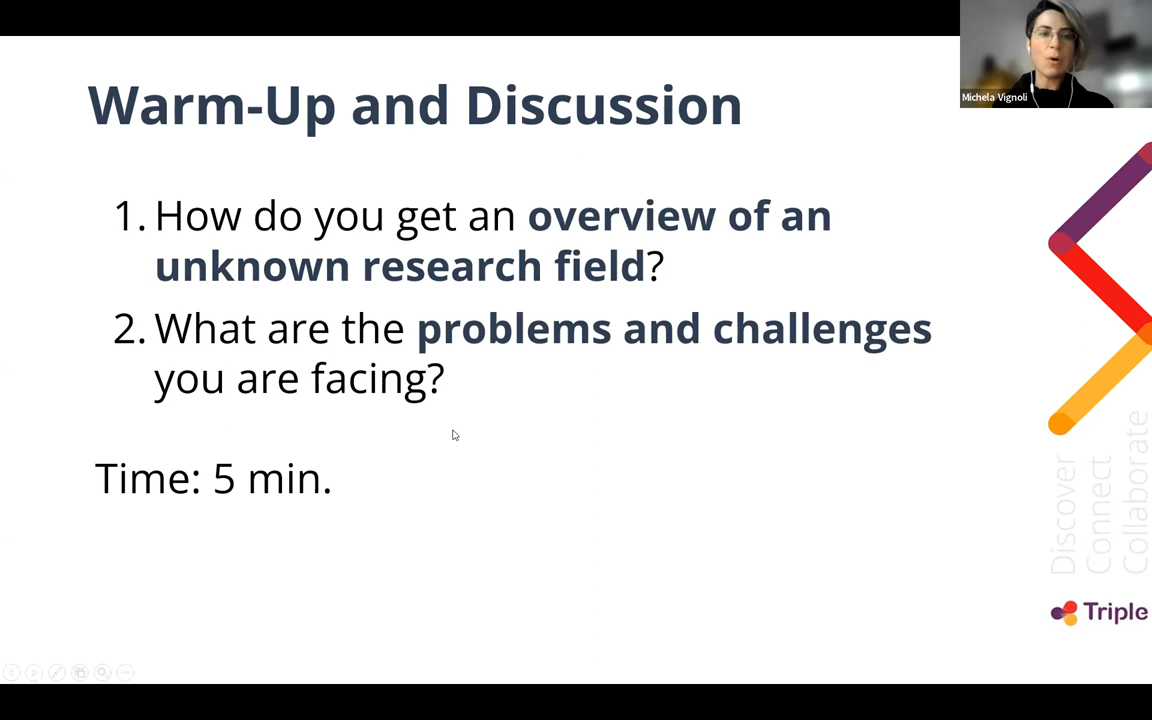 Warm-Up and Discussion
Michela Vignoli
1. How do you get an overview of an
unknown research field?
2. What are the problems and challenges
you are facing?
Time: 5 min.
Discover
Connect
Collaborate
Triple